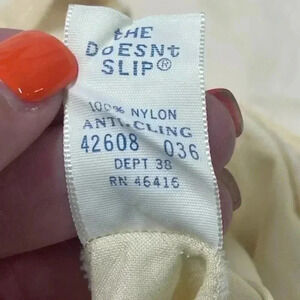 tHE
DOESNt
SLIP®
100% NYLON
ANTI-CLING
42608 036
DEPT 38
RN 46416